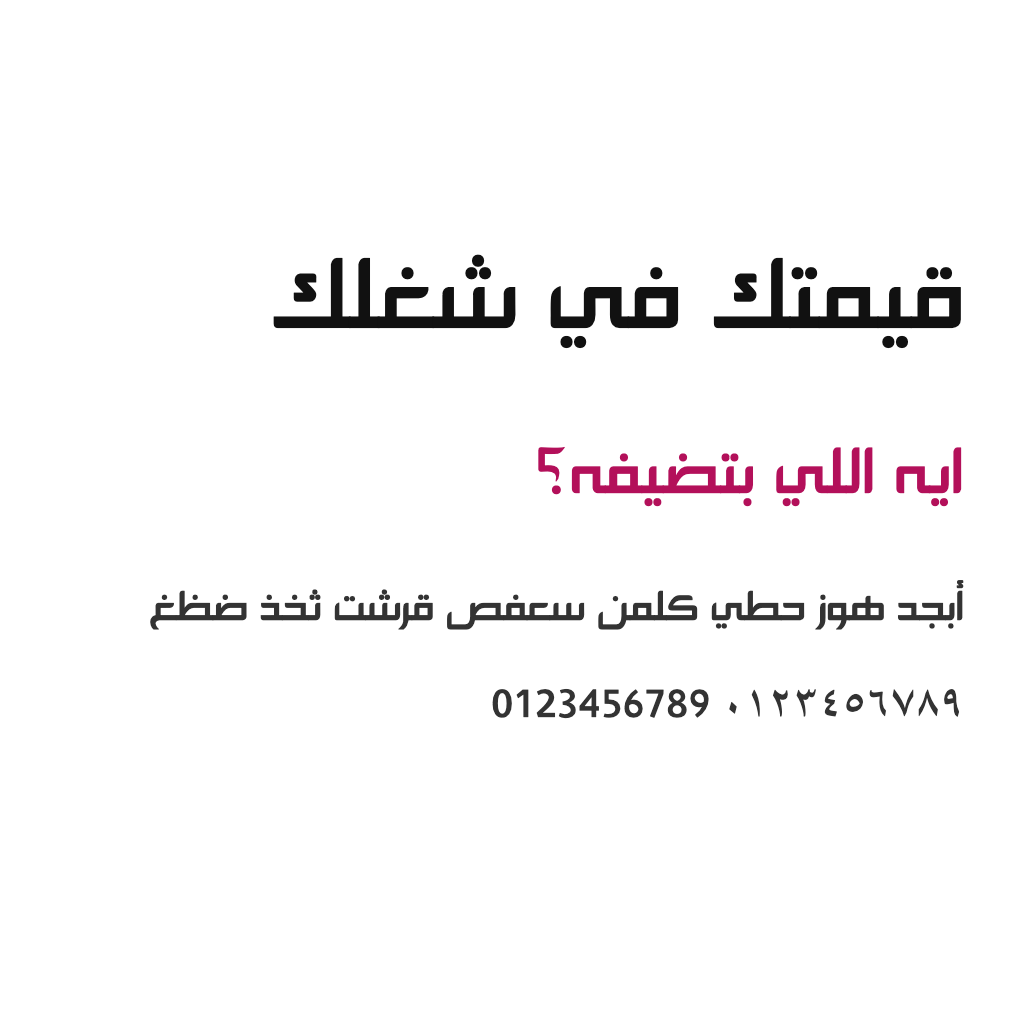 قيمتك في شغلك
ايه اللي بتضيفه؟
أبجد هوز حطي كلمن سعفص قرشت ثخذ ضظغ
0123456789 ٠١٢٣٤٥٦٧٨٩